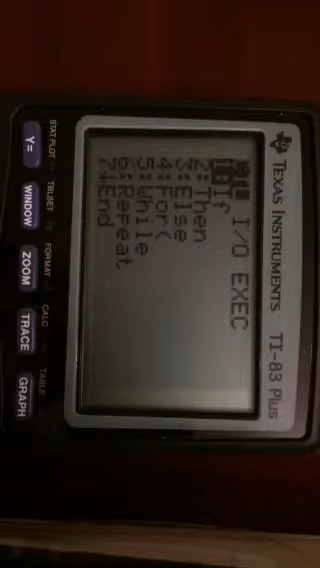 TEXAS INSTRUMENTS TI-83 Plus
I/O EXEC
1:If
2:Then
3:Else
4:For(
5:While
6:Repeat
7↓End
STAT PLOT TBLSET FORMAT CALC TABLE
Y= WINDOW ZOOM TRACE GRAPH